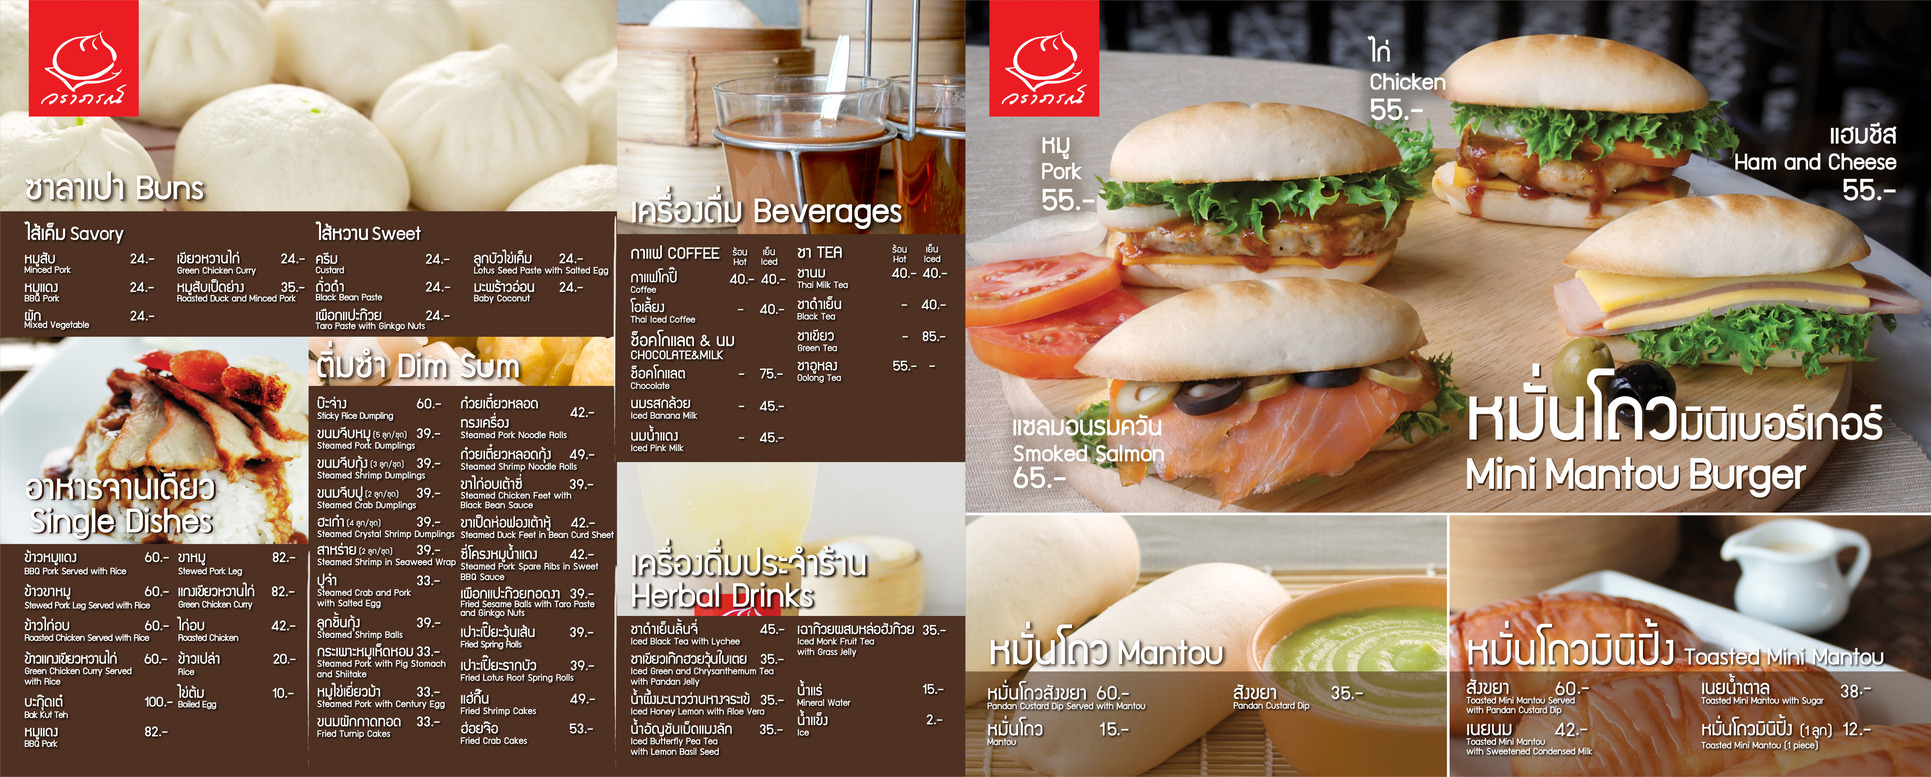 วราภรณ์
ซาลาเปา Buns
ไส้เค็ม Savory
หมูสับ 24.-
Minced Pork
หมูแดง 24.-
BBQ Pork
ผัก 24.-
Mixed Vegetable
เขียวหวานไก่ 24.-
Green Chicken Curry
หมูสับเป็ดย่าง 35.-
Roasted Duck and Minced Pork
ไส้หวาน Sweet
ครีม 24.-
Custard
ถั่วดำ 24.-
Black Bean Paste
เผือกแปะก๊วย 24.-
Taro Paste with Ginkgo Nuts
ลูกบัวไข่เค็ม 24.-
Lotus Seed Paste with Salted Egg
มะพร้าวอ่อน 24.-
Baby Coconut
อาหารจานเดียว
Single Dishes
ข้าวหมูแดง 60.-
BBQ Pork Served with Rice
ข้าวขาหมู 60.-
Stewed Pork Leg Served with Rice
ข้าวไก่อบ 60.-
Roasted Chicken Served with Rice
ข้าวแกงเขียวหวานไก่ 60.-
Green Chicken Curry Served
with Rice
บะกุ๊ดเต๋ 100.-
Bak Kut Teh
หมูแดง 82.-
BBQ Pork
ขาหมู 82.-
Stewed Pork Leg
แกงเขียวหวานไก่ 82.-
Green Chicken Curry
ไก่อบ 42.-
Roasted Chicken
ข้าวเปล่า 20.-
Rice
ไข่ต้ม 10.-
Boiled Egg
ติ่มซำ Dim Sum
บ๊ะจ่าง 60.-
Sticky Rice Dumpling
ขนมจีบหมู (5 ลูก/ชุด) 39.-
Steamed Pork Dumplings
ขนมจีบกุ้ง (3 ลูก/ชุด) 39.-
Steamed Shrimp Dumplings
ขนมจีบปู (2 ลูก/ชุด) 39.-
Steamed Crab Dumplings
ฮะเก๋า (4 ลูก/ชุด) 39.-
Steamed Crystal Shrimp Dumplings
สาหร่าย (2 ลูก/ชุด) 39.-
Steamed Shrimp in Seaweed Wrap
ปูจ๋า 33.-
Steamed Crab and Pork
with Salted Egg
ลูกชิ้นกุ้ง 39.-
Steamed Shrimp Balls
กระเพาะหมูเห็ดหอม 33.-
Steamed Pork with Pig Stomach
and Shiitake
หมูไข่เยี่ยวม้า 33.-
Steamed Pork with Century Egg
ขนมผักกาดทอด 33.-
Fried Turnip Cakes
ก๋วยเตี๋ยวหลอด
ทรงเครื่อง 42.-
Steamed Pork Noodle Rolls
ก๋วยเตี๋ยวหลอดกุ้ง 49.-
Steamed Shrimp Noodle Rolls
ขาไก่อบเต้าซี่ 39.-
Steamed Chicken Feet with
Black Bean Sauce
ขาเป็ดห่อฟองเต้าหู้ 42.-
Steamed Duck Feet in Bean Curd Sheet
ซี่โครงหมูน้ำแดง 42.-
Steamed Pork Spare Ribs in Sweet
BBQ Sauce
เผือกแปะก๊วยทอดงา 39.-
Fried Sesame Balls with Taro Paste
and Ginkgo Nuts
เปาะเปี๊ยะวุ้นเส้น 39.-
Fried Spring Rolls
เปาะเปี๊ยะรากบัว 39.-
Fried Lotus Root Spring Rolls
แฮ่กึ๊น 49.-
Fried Shrimp Cakes
ฮ่อยจ๊อ 53.-
Fried Crab Cakes
เครื่องดื่ม Beverages
กาแฟ COFFEE ร้อน เย็น
Hot Iced
กาแฟโกปี๊ 40.- 40.-
Coffee
โอเลี้ยง - 40.-
Thai Iced Coffee
ช็อคโกแลต & นม
CHOCOLATE&MILK
ช็อคโกแลต - 75.-
Chocolate
นมรสกล้วย - 45.-
Iced Banana Milk
นมน้ำแดง - 45.-
Iced Pink Milk
ชา TEA ร้อน เย็น
Hot Iced
ชานม 40.- 40.-
Thai Milk Tea
ชาดำเย็น - 40.-
Black Tea
ชาเขียว - 85.-
Green Tea
ชาอูหลง 55.- -
Oolong Tea
เครื่องดื่มประจำร้าน
Herbal Drinks
ชาดำเย็นลิ้นจี่ 45.-
Iced Black Tea with Lychee
ชาเขียวเก๊กฮวยวุ้นใบเตย 35.-
Iced Green and Chrysanthemum Tea
with Pandan Jelly
น้ำผึ้งมะนาวว่านหางจระเข้ 35.-
Iced Honey Lemon with Aloe Vera
น้ำอัญชันเม็ดแมงลัก 35.-
Iced Butterfly Pea Tea
with Lemon Basil Seed
เฉาก๊วยผสมหล่อฮังก๊วย 35.-
Iced Monk Fruit Tea
with Grass Jelly
น้ำแร่ 15.-
Mineral Water
น้ำแข็ง 2.-
Ice
วราภรณ์
ไก่
Chicken
55.-
หมู
Pork
55.-
แฮมชีส
Ham and Cheese
55.-
แซลมอนรมควัน
Smoked Salmon
65.-
หมั่นโถวมินิเบอร์เกอร์
Mini Mantou Burger
หมั่นโถว Mantou
หมั่นโถวสังขยา 60.-
Pandan Custard Dip Served with Mantou
หมั่นโถว 15.-
Mantou
สังขยา 35.-
Pandan Custard Dip
หมั่นโถวมินิปิ้ง Toasted Mini Mantou
สังขยา 60.-
Toasted Mini Mantou Served
with Pandan Custard Dip
เนยนม 42.-
Toasted Mini Mantou
with Sweetened Condensed Milk
เนยน้ำตาล 38.-
Toasted Mini Mantou with Sugar
หมั่นโถวมินิปิ้ง (1 ลูก) 12.-
Toasted Mini Mantou (1 piece)